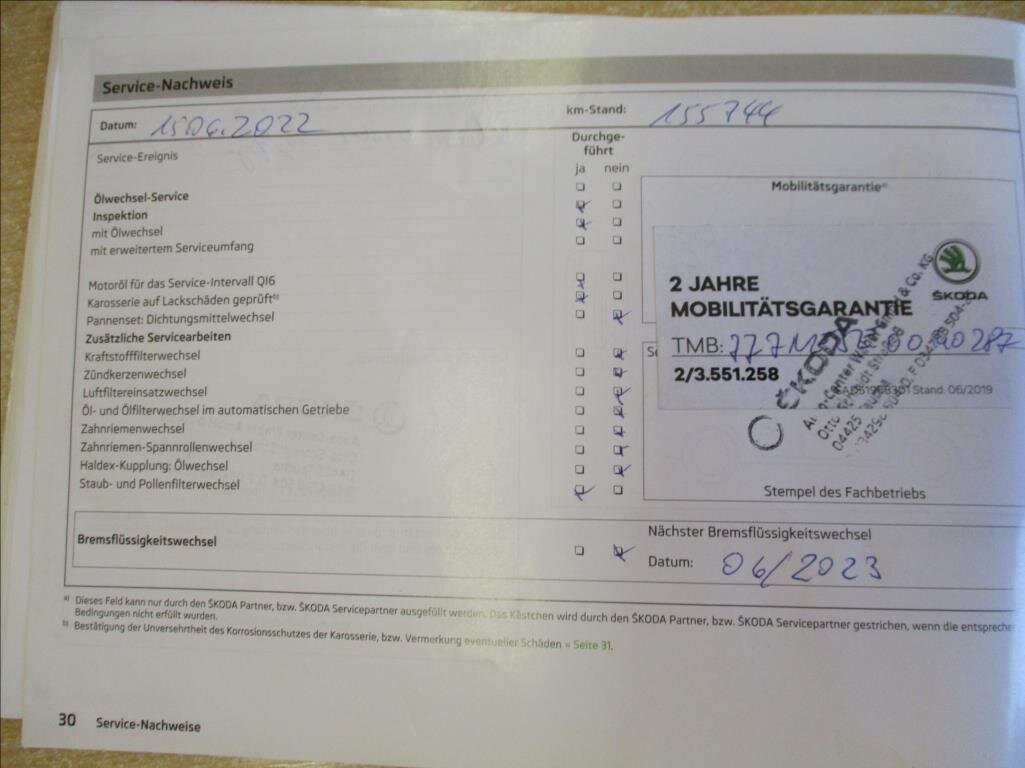 Service-Nachweis
Datum: 15.06.2022
km-Stand: 155744
Service-Ereignis
Durchge-
führt
ja nein
Ölwechsel-Service
Inspektion
mit Ölwechsel
mit erweitertem Serviceumfang
Motoröl für das Service-Intervall QI6
Karosserie auf Lackschäden geprüft b)
Pannenset: Dichtungsmittelwechsel
Zusätzliche Servicearbeiten
Kraftstofffilterwechsel
Zündkerzenwechsel
Luftfiltereinsatzwechsel
Öl- und Ölfilterwechsel im automatischen Getriebe
Zahnriemenwechsel
Zahnriemen-Spannrollenwechsel
Haldex-Kupplung: Ölwechsel
Staub- und Pollenfilterwechsel
Mobilitätsgarantie a)
ŠKODA
2 JAHRE
MOBILITÄTSGARANTIE
TMB:
2/3.551.258
Stand: 06/2019
ŠKODA
04425
Stempel des Fachbetriebs
Bremsflüssigkeitswechsel
Nächster Bremsflüssigkeitswechsel
Datum: 06/2023
a) Dieses Feld kann nur durch den ŠKODA Partner, bzw. ŠKODA Servicepartner ausgefüllt werden. Das Kästchen wird durch den ŠKODA Partner, bzw. ŠKODA Servicepartner gestrichen, wenn die entspreche
Bedingungen nicht erfüllt wurden.
b) Bestätigung der Unversehrtheit des Korrosionsschutzes der Karosserie, bzw. Vermerkung eventueller Schäden » Seite 31.
30 Service-Nachweise